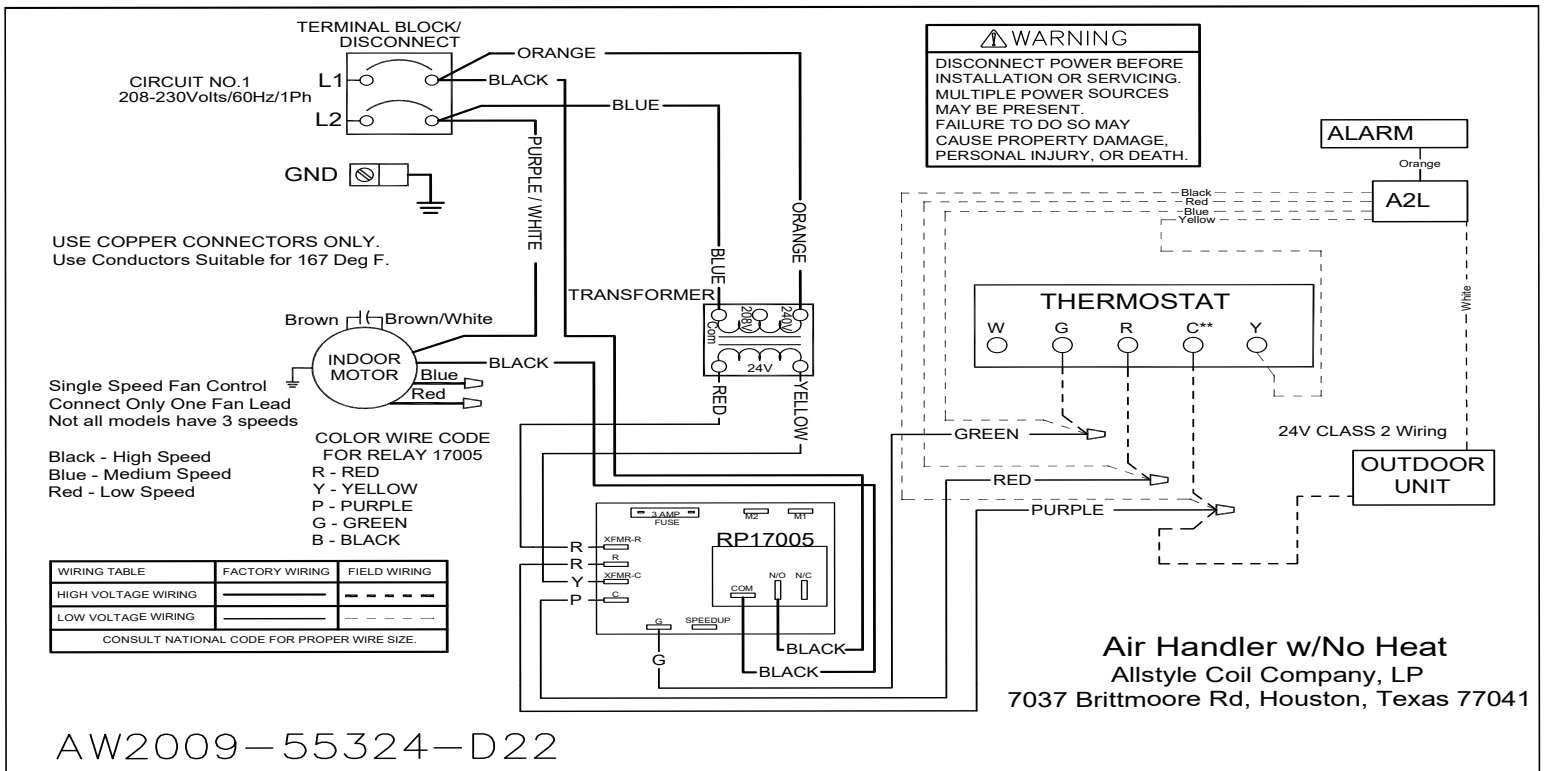 TERMINAL BLOCK/
DISCONNECT
CIRCUIT NO.1
208-230Volts/60Hz/1Ph
L1
L2
ORANGE
BLACK
BLUE
PURPLE / WHITE
GND
USE COPPER CONNECTORS ONLY.
Use Conductors Suitable for 167 Deg F.
BLUE
ORANGE
TRANSFORMER
Com
208V
240V
24V
RED
YELLOW
Brown
Brown/White
INDOOR
MOTOR
BLACK
Blue
Red
Single Speed Fan Control
Connect Only One Fan Lead
Not all models have 3 speeds
Black - High Speed
Blue - Medium Speed
Red - Low Speed
COLOR WIRE CODE
FOR RELAY 17005
R - RED
Y - YELLOW
P - PURPLE
G - GREEN
B - BLACK
WIRING TABLE
FACTORY WIRING
FIELD WIRING
HIGH VOLTAGE WIRING
LOW VOLTAGE WIRING
CONSULT NATIONAL CODE FOR PROPER WIRE SIZE.
3 AMP
FUSE
M2
M1
RP17005
R
XFMR-R
R
R
Y
XFMR-C
P
C
COM
N/O
N/C
G
SPEEDUP
G
BLACK
BLACK
WARNING
DISCONNECT POWER BEFORE
INSTALLATION OR SERVICING.
MULTIPLE POWER SOURCES
MAY BE PRESENT.
FAILURE TO DO SO MAY
CAUSE PROPERTY DAMAGE,
PERSONAL INJURY, OR DEATH.
ALARM
Orange
A2L
Black
Red
Blue
Yellow
White
THERMOSTAT
W
G
R
C**
Y
GREEN
RED
PURPLE
24V CLASS 2 Wiring
OUTDOOR
UNIT
Air Handler w/No Heat
Allstyle Coil Company, LP
7037 Brittmoore Rd, Houston, Texas 77041
AW2009-55324-D22